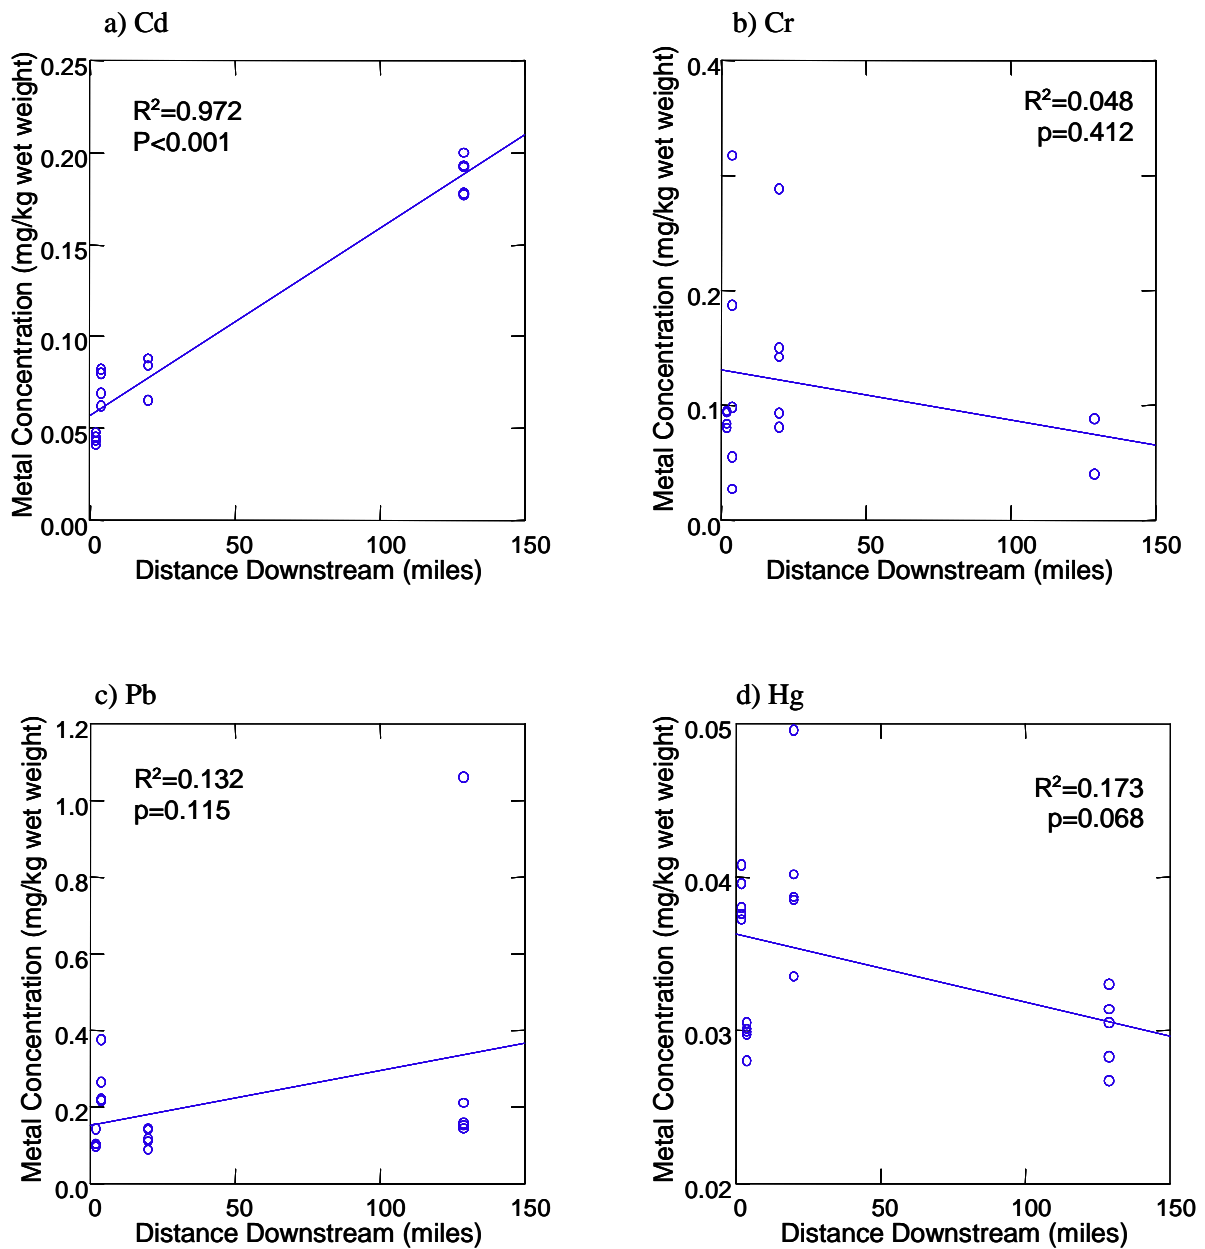 a) Cd
Metal Concentration (mg/kg wet weight)
0.25
0.20
0.15
0.10
0.05
0.00
R²=0.972
P<0.001
0 50 100 150
Distance Downstream (miles)
b) Cr
Metal Concentration (mg/kg wet weight)
0.4
0.2
0.1
0.0
R²=0.048
p=0.412
0 50 100 150
Distance Downstream (miles)
c) Pb
Metal Concentration (mg/kg wet weight)
1.2
1.0
0.8
0.6
0.4
0.2
0.0
R²=0.132
p=0.115
0 50 100 150
Distance Downstream (miles)
d) Hg
Metal Concentration (mg/kg wet weight)
0.05
0.04
0.03
0.02
R²=0.173
p=0.068
0 50 100 150
Distance Downstream (miles)